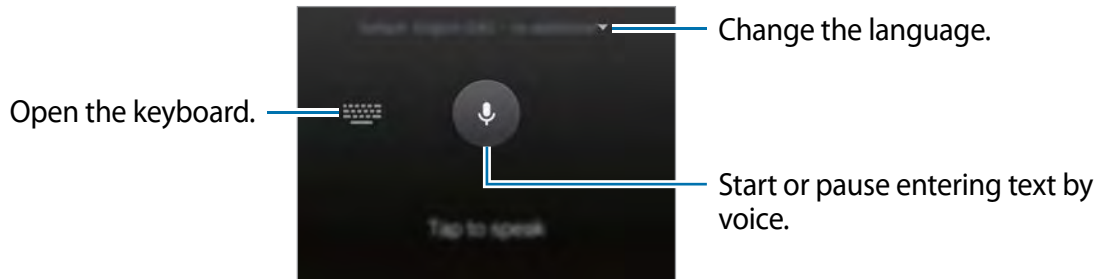 Change the language.
Open the keyboard.
Start or pause entering text by
voice.
Tap to speak